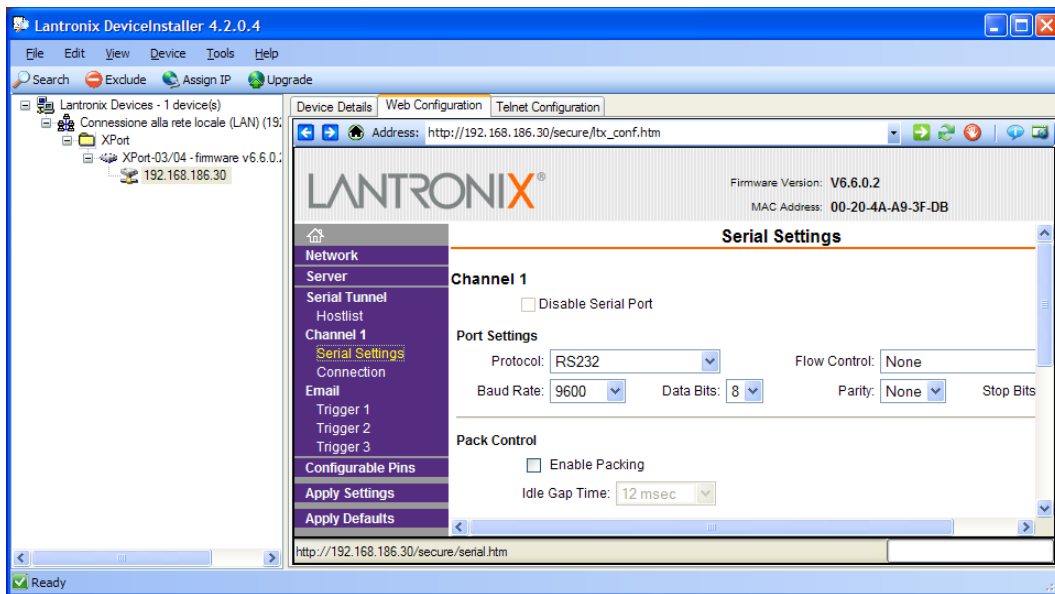 Lantronix DeviceInstaller 4.2.0.4
File Edit View Device Tools Help
Search Exclude Assign IP Upgrade
Lantronix Devices - 1 device(s)
Connessione alla rete locale (LAN) (19
XPort
XPort-03/04 - firmware v6.6.0.
192.168.186.30
Device Details Web Configuration Telnet Configuration
Address: http://192.168.186.30/secure/ltx_conf.htm
LANTRONIX®
Firmware Version: V6.6.0.2
MAC Address: 00-20-4A-A9-3F-DB
Network
Server
Serial Tunnel
Hostlist
Channel 1
Serial Settings
Connection
Email
Trigger 1
Trigger 2
Trigger 3
Configurable Pins
Apply Settings
Apply Defaults
Serial Settings
Channel 1
Disable Serial Port
Port Settings
Protocol: RS232 Flow Control: None
Baud Rate: 9600 Data Bits: 8 Parity: None Stop Bits
Pack Control
Enable Packing
Idle Gap Time: 12 msec
http://192.168.186.30/secure/serial.htm
Ready